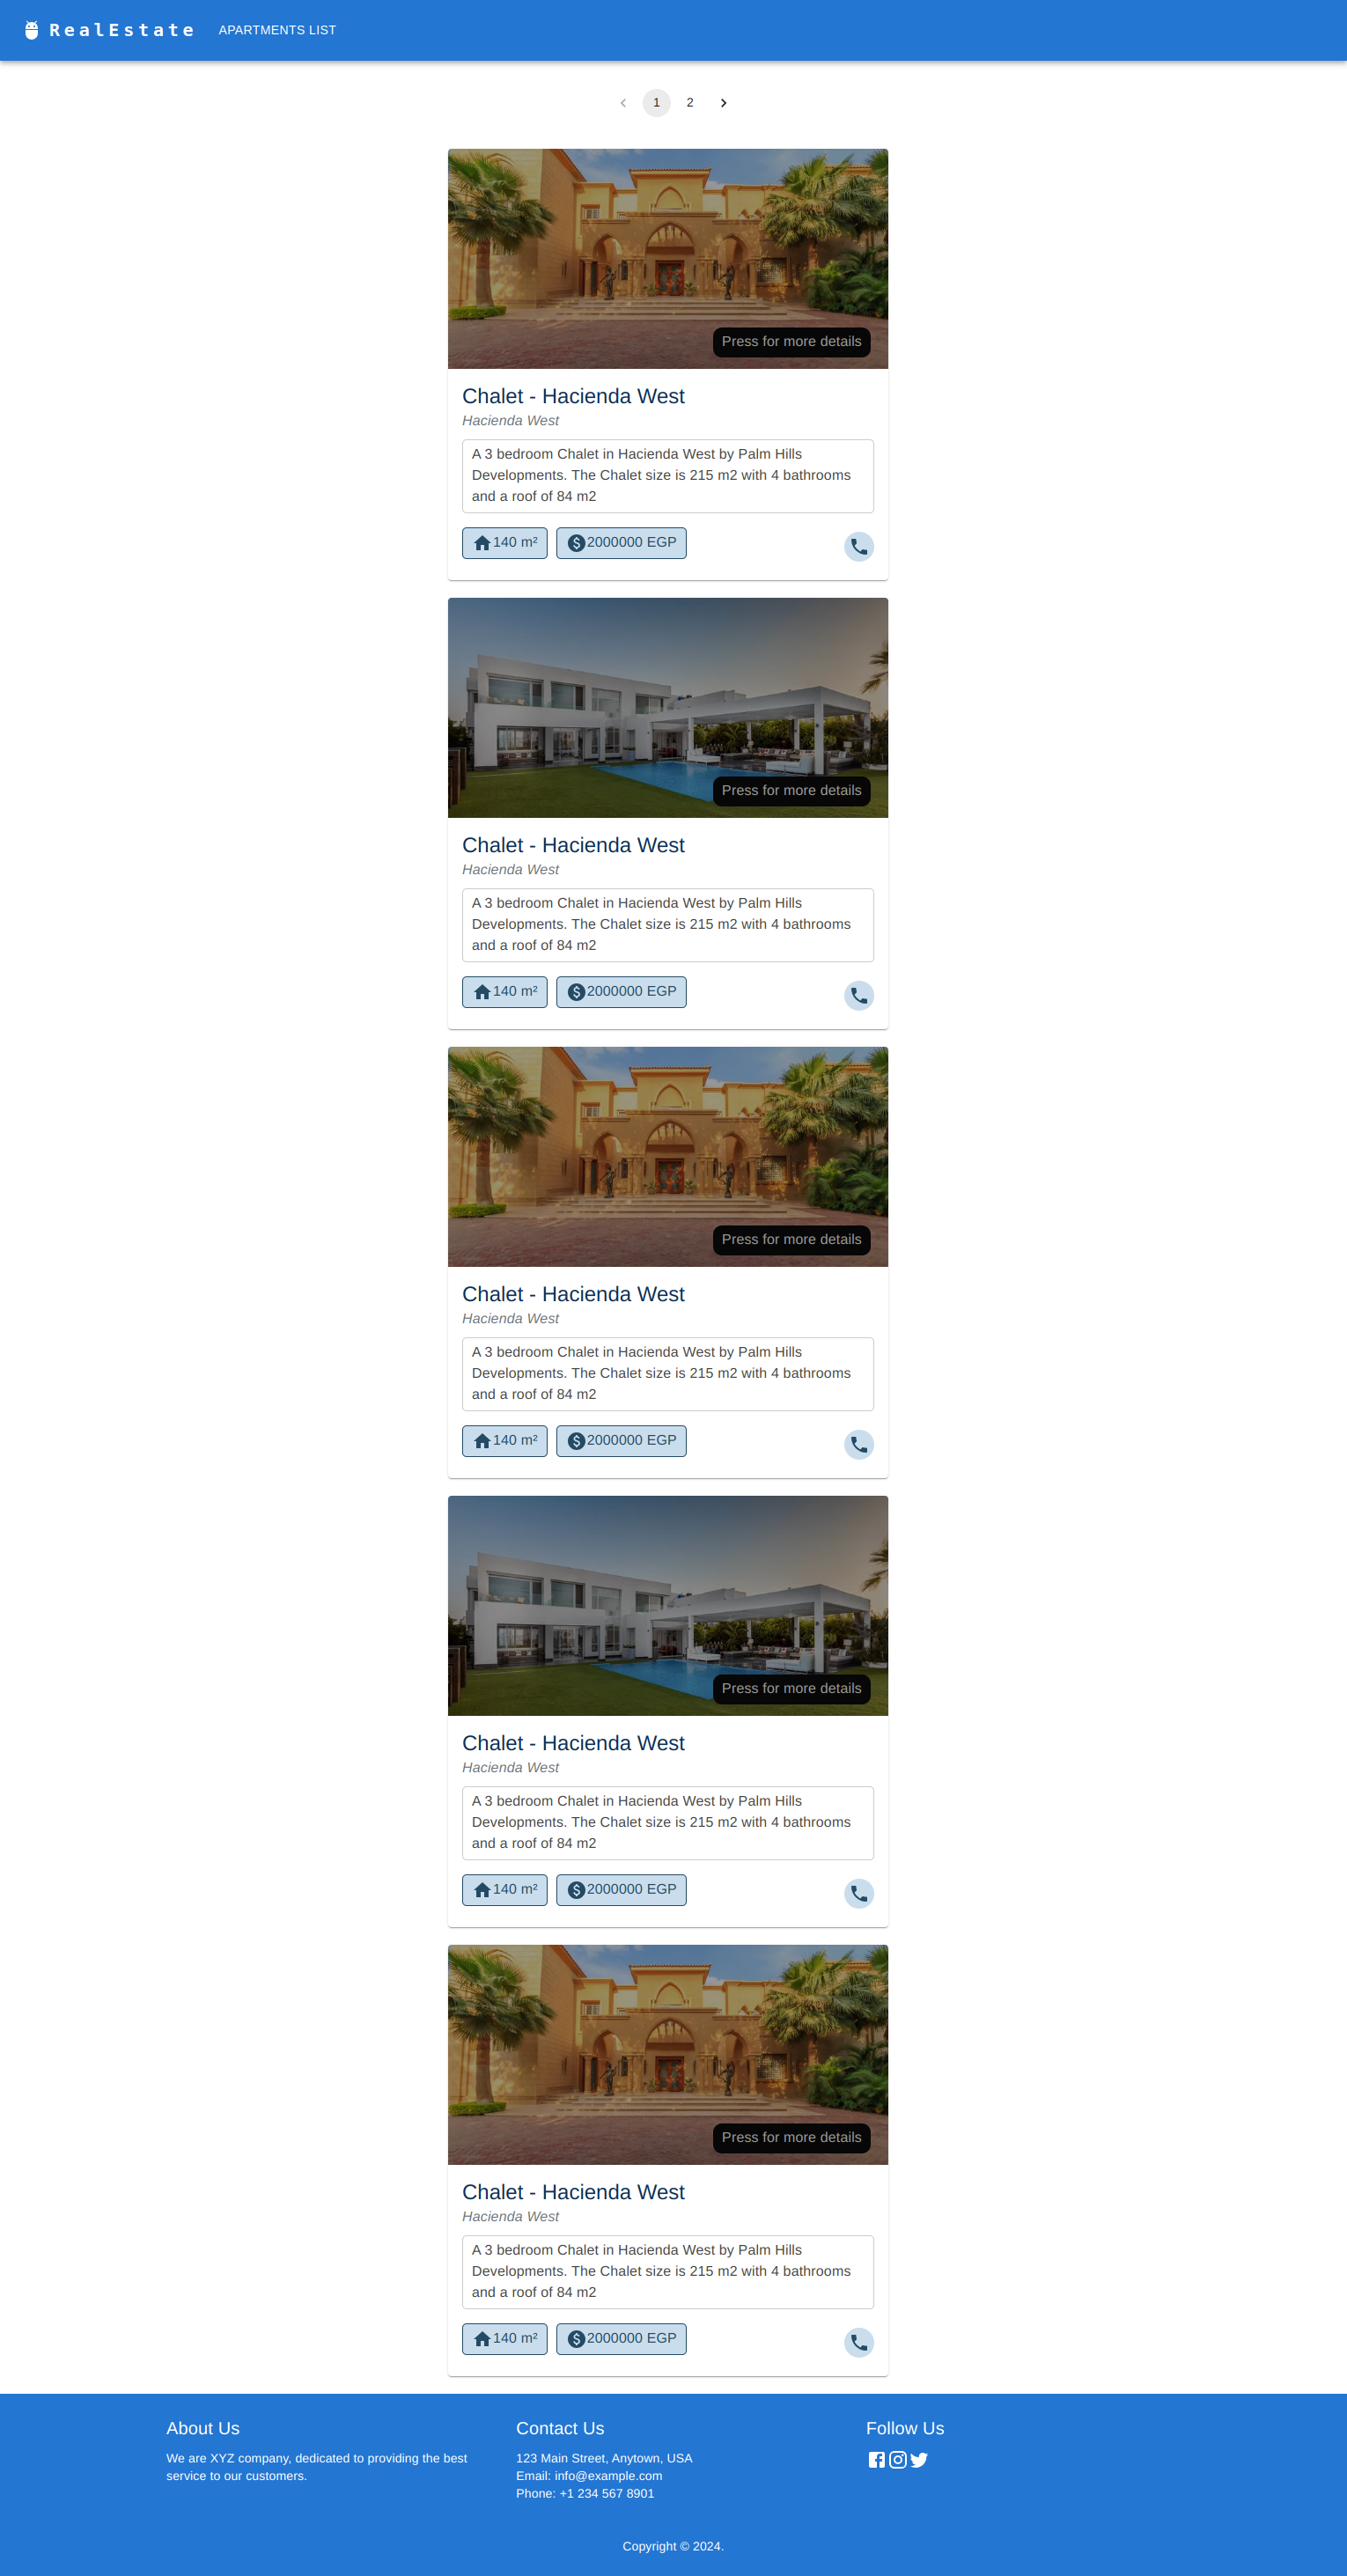 RealEstate APARTMENTS LIST
1 2
Press for more details
Chalet - Hacienda West
Hacienda West
A 3 bedroom Chalet in Hacienda West by Palm Hills
Developments. The Chalet size is 215 m2 with 4 bathrooms
and a roof of 84 m2
140 m² 2000000 EGP
Press for more details
Chalet - Hacienda West
Hacienda West
A 3 bedroom Chalet in Hacienda West by Palm Hills
Developments. The Chalet size is 215 m2 with 4 bathrooms
and a roof of 84 m2
140 m² 2000000 EGP
Press for more details
Chalet - Hacienda West
Hacienda West
A 3 bedroom Chalet in Hacienda West by Palm Hills
Developments. The Chalet size is 215 m2 with 4 bathrooms
and a roof of 84 m2
140 m² 2000000 EGP
Press for more details
Chalet - Hacienda West
Hacienda West
A 3 bedroom Chalet in Hacienda West by Palm Hills
Developments. The Chalet size is 215 m2 with 4 bathrooms
and a roof of 84 m2
140 m² 2000000 EGP
Press for more details
Chalet - Hacienda West
Hacienda West
A 3 bedroom Chalet in Hacienda West by Palm Hills
Developments. The Chalet size is 215 m2 with 4 bathrooms
and a roof of 84 m2
140 m² 2000000 EGP
About Us
We are XYZ company, dedicated to providing the best
service to our customers.
Contact Us
123 Main Street, Anytown, USA
Email: info@example.com
Phone: +1 234 567 8901
Follow Us
Copyright © 2024.